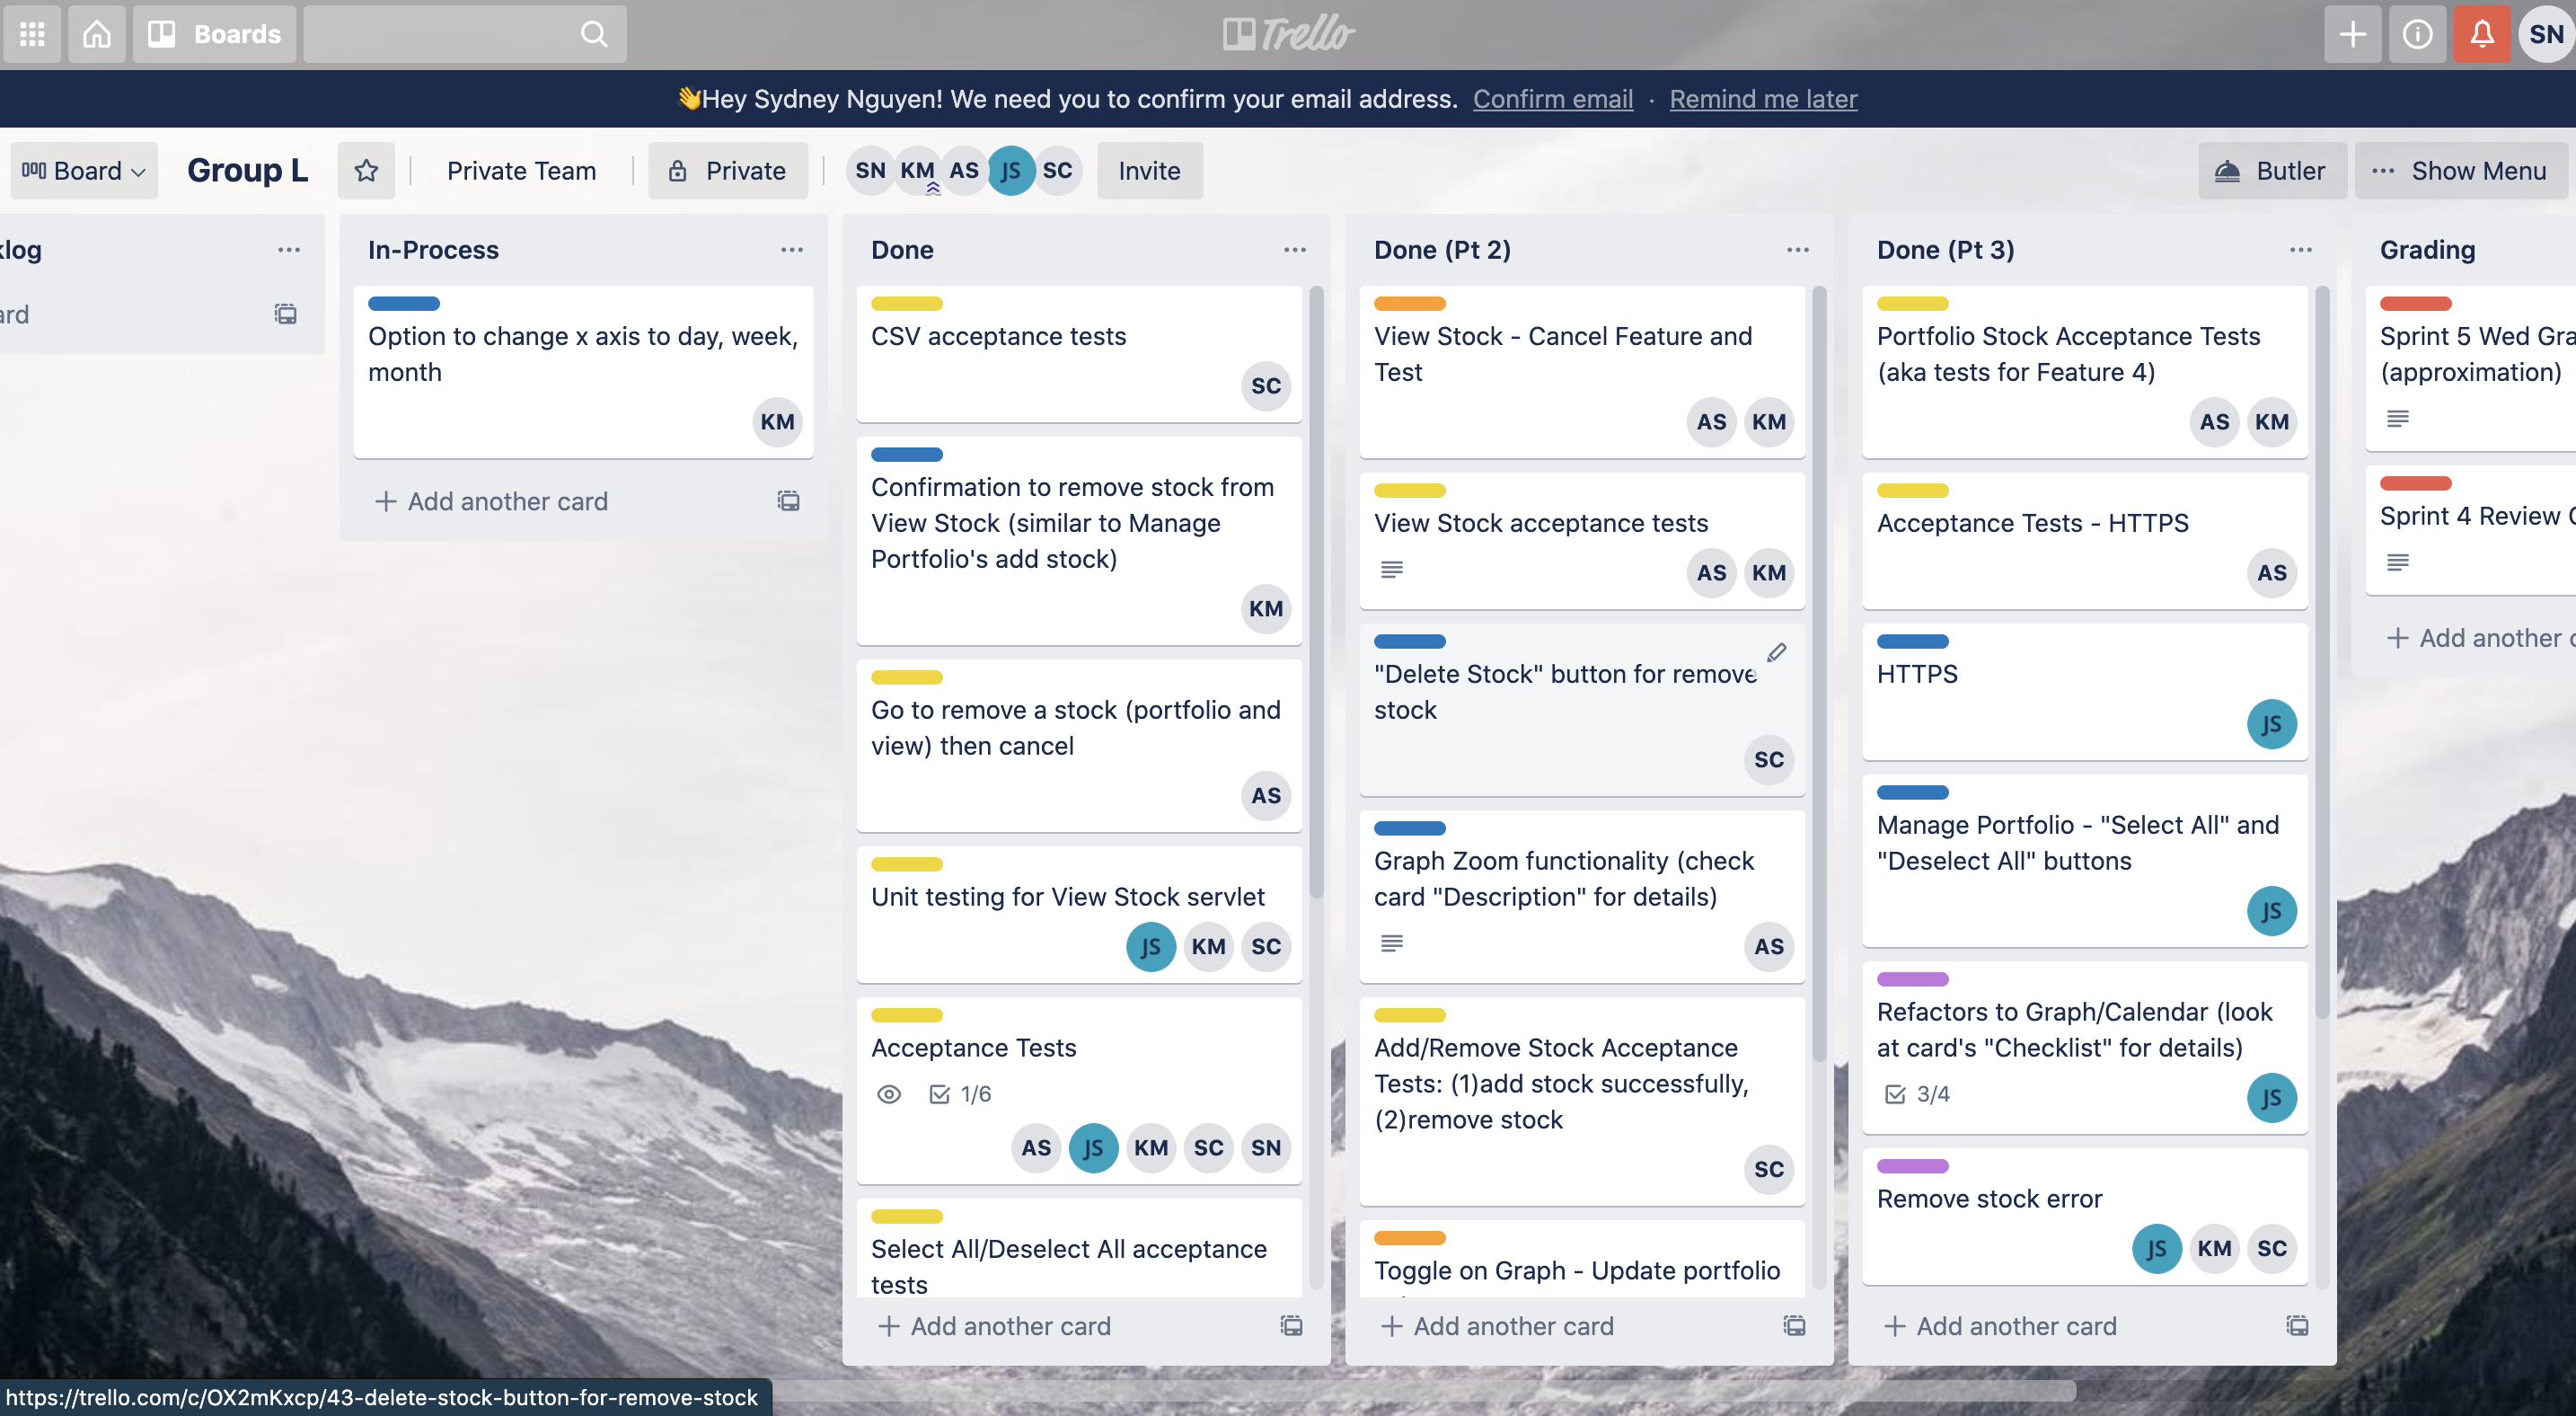 Boards
Trello
SN
👋Hey Sydney Nguyen! We need you to confirm your email address. Confirm email · Remind me later
Board
Group L
Private Team
Private
SN KM AS JS SC
Invite
Butler
Show Menu
klog
ard
In-Process
Option to change x axis to day, week,
month
KM
Add another card
Done
CSV acceptance tests
SC
Confirmation to remove stock from
View Stock (similar to Manage
Portfolio's add stock)
KM
Go to remove a stock (portfolio and
view) then cancel
AS
Unit testing for View Stock servlet
JS KM SC
Acceptance Tests
1/6
AS JS KM SC SN
Select All/Deselect All acceptance
tests
Add another card
Done (Pt 2)
View Stock - Cancel Feature and
Test
AS KM
View Stock acceptance tests
AS KM
"Delete Stock" button for remove
stock
SC
Graph Zoom functionality (check
card "Description" for details)
AS
Add/Remove Stock Acceptance
Tests: (1)add stock successfully,
(2)remove stock
SC
Toggle on Graph - Update portfolio
Add another card
Done (Pt 3)
Portfolio Stock Acceptance Tests
(aka tests for Feature 4)
AS KM
Acceptance Tests - HTTPS
AS
HTTPS
JS
Manage Portfolio - "Select All" and
"Deselect All" buttons
JS
Refactors to Graph/Calendar (look
at card's "Checklist" for details)
3/4
JS
Remove stock error
JS KM SC
Add another card
Grading
Sprint 5 Wed Gra
(approximation)
Sprint 4 Review
Add another c
https://trello.com/c/OX2mKxcp/43-delete-stock-button-for-remove-stock